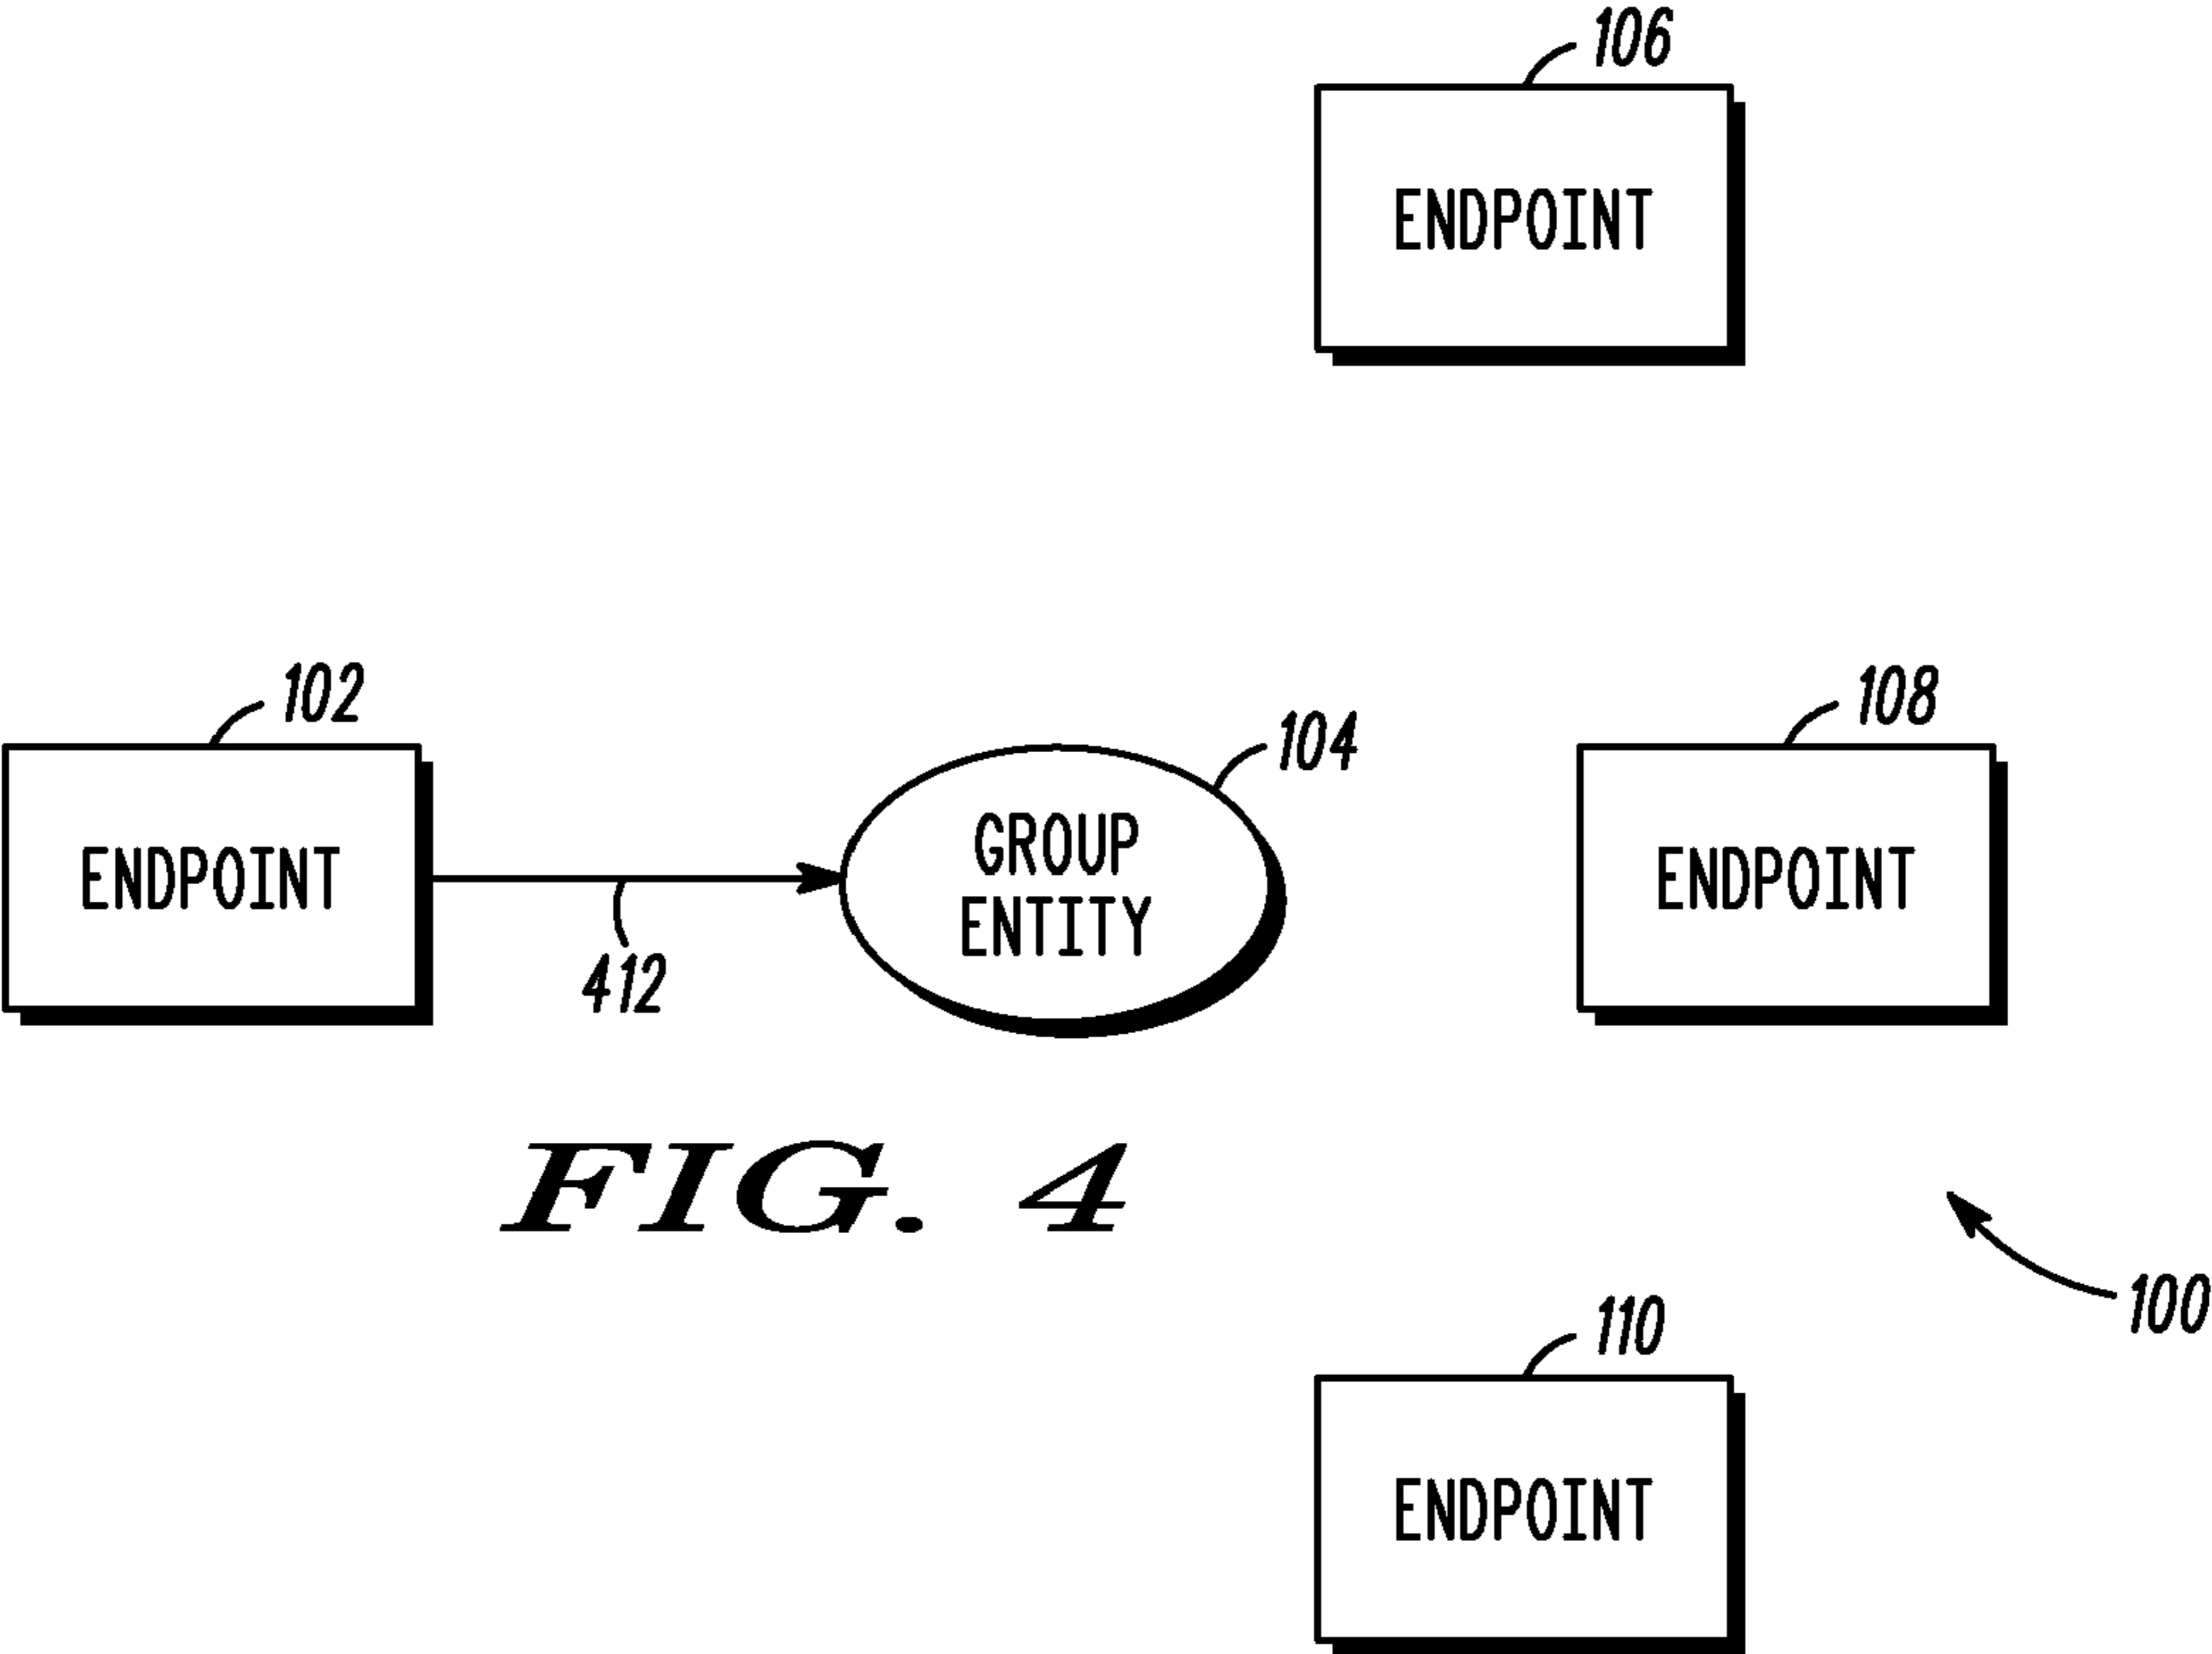 106
ENDPOINT
102
108
104
ENDPOINT
GROUP
ENTITY
ENDPOINT
412
FIG. 4
100
110
ENDPOINT